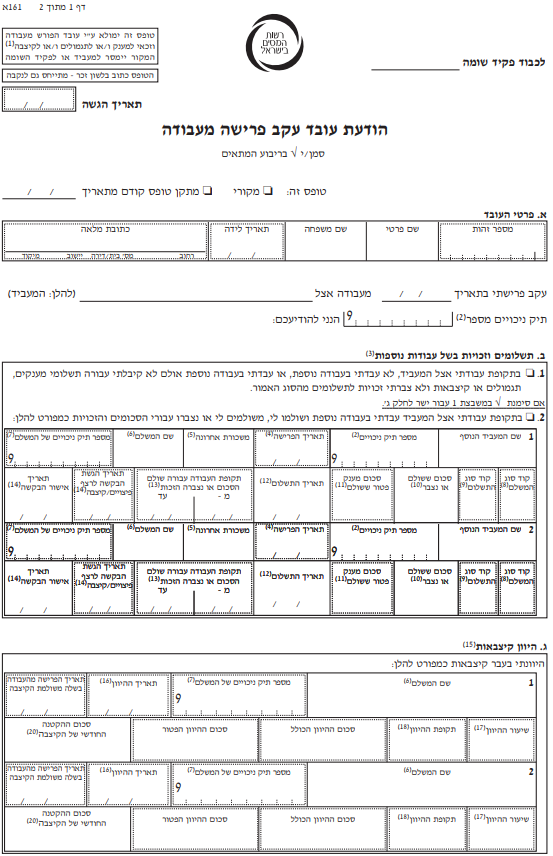 161א דף 1 מתוך 2
טופס זה ימולא ע״י עובד הפורש מעבודה
וזכאי למענק ו/או לתגמולים ו/או לקיצבה(1)
המקור יימסר למעביד או לפקיד השומה
הטופס כתוב בלשון זכר - מתייחס גם לנקבה
רשות
המסים
בישראל
לכבוד פקיד שומה
תאריך הגשה / /
הודעת עובד עקב פרישה מעבודה
סמן/י √ בריבוע המתאים
טופס זה: ❏ מקורי ❏ מתקן טופס קודם מתאריך / /
א. פרטי העובד
מספר זהות שם פרטי שם משפחה תאריך לידה כתובת מלאה
/ / רחוב מס׳ בית/דירה יישוב מיקוד
עקב פרישתי בתאריך / / מעבודה אצל (להלן: המעביד)
תיק ניכויים מספר(2) 9 הנני להודיעכם:
ב. תשלומים וזכויות בשל עבודות נוספות(3)
1. ❏ בתקופת עבודתי אצל המעביד, לא עבדתי בעבודה נוספת, או עבדתי בעבודה נוספת אולם לא קיבלתי עבורה תשלומי מענקים,
תגמולים או קיצבאות ולא צברתי זכויות לתשלומים מהסוג האמור.
אם סימנת √ במשבצת 1 עבור ישר לחלק ג׳.
2. ❏ בתקופת עבודתי אצל המעביד עבדתי בעבודה נוספת ושולמו לי, משולמים לי או נצברו עבורי הסכומים והזכויות כמפורט להלן:
1 שם המעביד הנוסף מספר תיק ניכויים(2) תאריך הפרישה(4) משכורת אחרונה(5) שם המשלם(6) מספר תיק ניכויים של המשלם(7)
9 / / 9
קוד סוג המשלם(8) קוד סוג התשלום(9) סכום ששולם או נצבר(10) סכום מענק פטור ששולם(11) תאריך התשלום(12) תקופת העבודה עבורה שולם הסכום או נצברה הזכות(13) תאריך הגשת הבקשה לרצף פיצויים/קיצבה(14) תאריך אישור הבקשה(14)
מ - עד
/ / / / / / / / / /
2 שם המעביד הנוסף מספר תיק ניכויים(2) תאריך הפרישה(4) משכורת אחרונה(5) שם המשלם(6) מספר תיק ניכויים של המשלם(7)
9 / / 9
קוד סוג המשלם(8) קוד סוג התשלום(9) סכום ששולם או נצבר(10) סכום מענק פטור ששולם(11) תאריך התשלום(12) תקופת העבודה עבורה שולם הסכום או נצברה הזכות(13) תאריך הגשת הבקשה לרצף פיצויים/קיצבה(14) תאריך אישור הבקשה(14)
מ - עד
/ / / / / / / / / /
ג. היוון קיצבאות(15)
היוונתי בעבר קיצבאות כמפורט להלן:
1 שם המשלם(6) מספר תיק ניכויים של המשלם(7) תאריך ההיוון(16) תאריך הפרישה מהעבודה בשלה משולמת הקיצבה
9 / / / /
שיעור ההיוון(17) תקופת ההיוון(18) סכום ההיוון הכולל סכום ההיוון הפטור סכום ההקטנה החודשי של הקיצבה(20)
2 שם המשלם(6) מספר תיק ניכויים של המשלם(7) תאריך ההיוון(16) תאריך הפרישה מהעבודה בשלה משולמת הקיצבה
9 / / / /
שיעור ההיוון(17) תקופת ההיוון(18) סכום ההיוון הכולל סכום ההיוון הפטור סכום ההקטנה החודשי של הקיצבה(20)